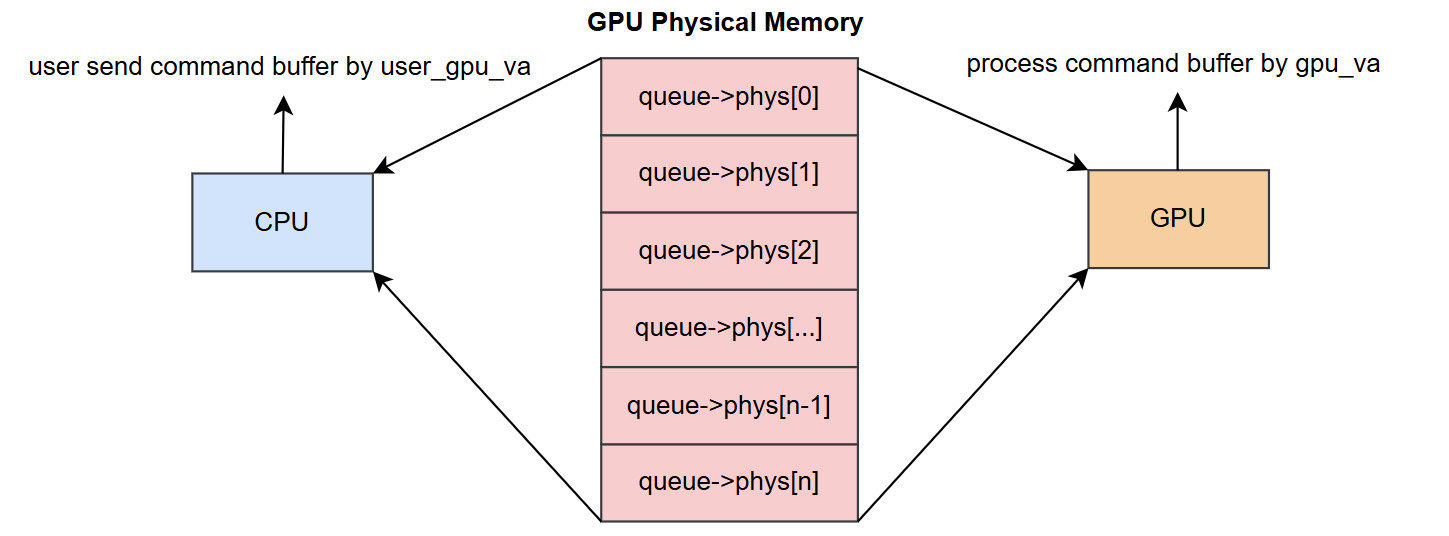 GPU Physical Memory
user send command buffer by user_gpu_va
process command buffer by gpu_va
queue->phys[0]
queue->phys[1]
queue->phys[2]
queue->phys[...]
queue->phys[n-1]
queue->phys[n]
CPU
GPU